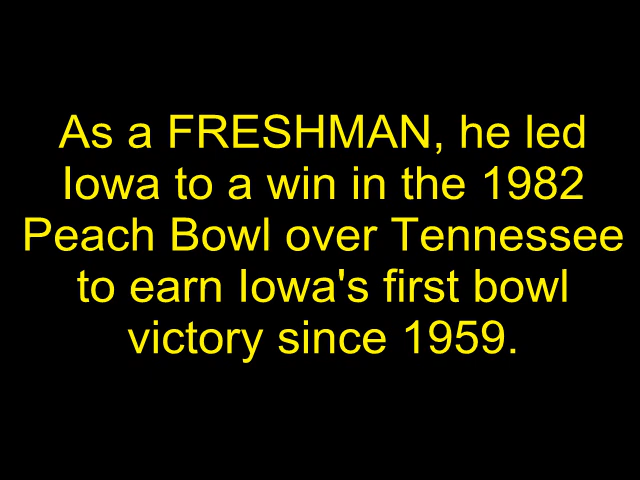 As a FRESHMAN, he led
Iowa to a win in the 1982
Peach Bowl over Tennessee
to earn Iowa's first bowl
victory since 1959.